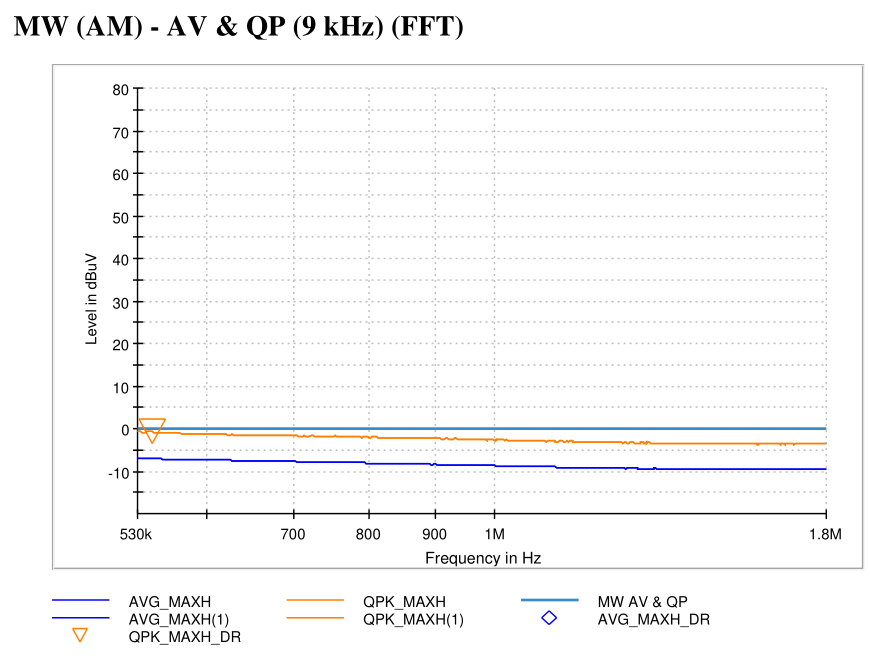 MW (AM) - AV & QP (9 kHz) (FFT)
80
70
60
50
40
30
20
10
0
-10
Level in dBuV
530k 700 800 900 1M 1.8M
Frequency in Hz
AVG_MAXH QPK_MAXH MW AV & QP
AVG_MAXH(1) QPK_MAXH(1) AVG_MAXH_DR
QPK_MAXH_DR